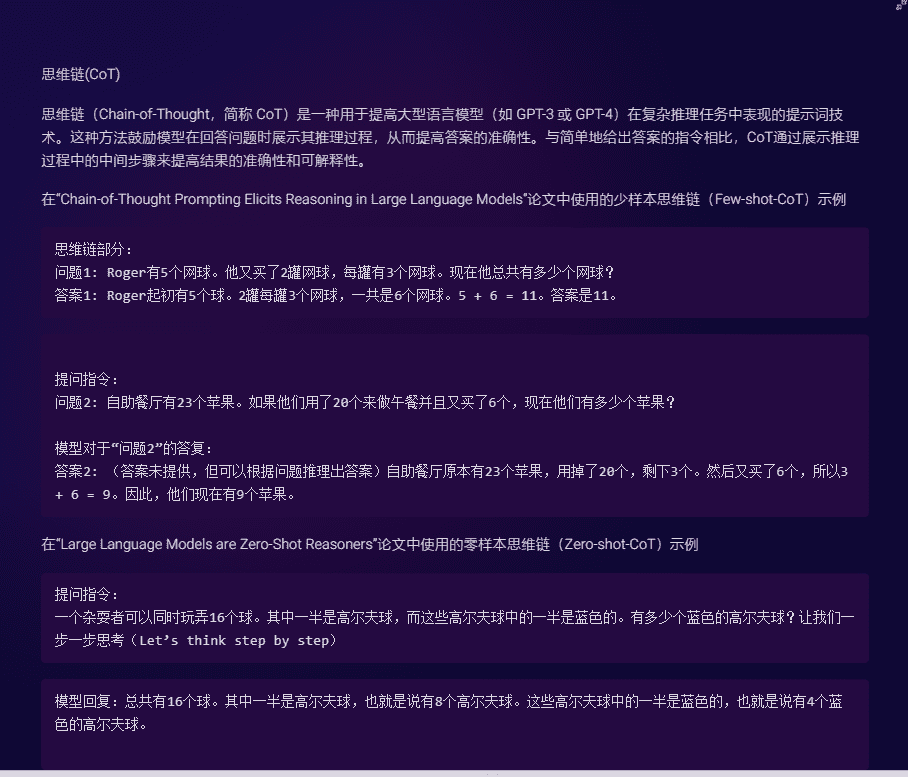 思维链(CoT)
思维链（Chain-of-Thought，简称 CoT）是一种用于提高大型语言模型（如 GPT-3 或 GPT-4）在复杂推理任务中表现的提示词技
术。这种方法鼓励模型在回答问题时展示其推理过程，从而提高答案的准确性。与简单地给出答案的指令相比，CoT通过展示推理
过程中的中间步骤来提高结果的准确性和可解释性。
在“Chain-of-Thought Prompting Elicits Reasoning in Large Language Models“论文中使用的少样本思维链（Few-shot-CoT）示例
思维链部分：
问题1: Roger有5个网球。他又买了2罐网球，每罐有3个网球。现在他总共有多少个网球？
答案1: Roger起初有5个球。2罐每罐3个网球，一共是6个网球。5 + 6 = 11。答案是11。
提问指令：
问题2: 自助餐厅有23个苹果。如果他们用了20个来做午餐并且又买了6个，现在他们有多少个苹果？
模型对于“问题2”的答复：
答案2: （答案未提供，但可以根据问题推理出答案）自助餐厅原本有23个苹果，用掉了20个，剩下3个。然后又买了6个，所以3
+ 6 = 9。因此，他们现在有9个苹果。
在“Large Language Models are Zero-Shot Reasoners”论文中使用的零样本思维链（Zero-shot-CoT）示例
提问指令：
一个杂耍者可以同时玩弄16个球。其中一半是高尔夫球，而这些高尔夫球中的一半是蓝色的。有多少个蓝色的高尔夫球？让我们一
步一步思考（Let’s think step by step）
模型回复：总共有16个球。其中一半是高尔夫球，也就是说有8个高尔夫球。这些高尔夫球中的一半是蓝色的，也就是说有4个蓝
色的高尔夫球。